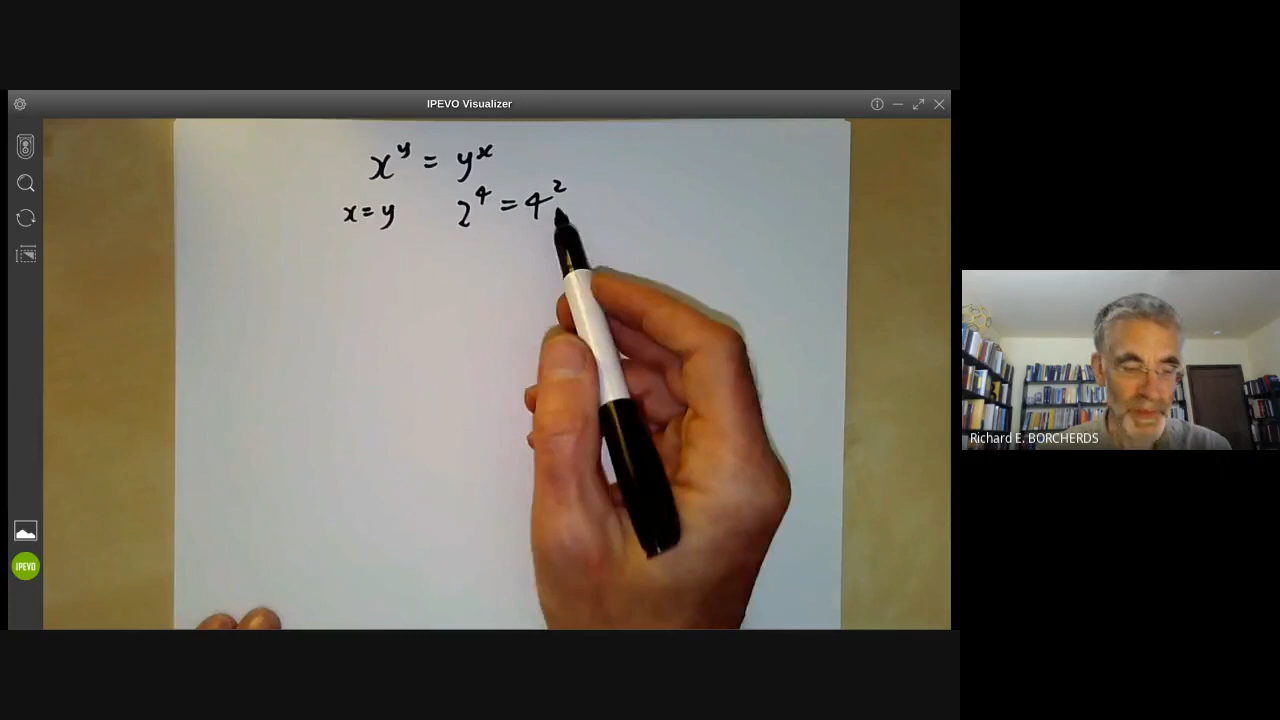 IPEVO Visualizer
x^y = y^x
x = y 2^4 = 4^2
Richard E. BORCHERDS
IPEVO